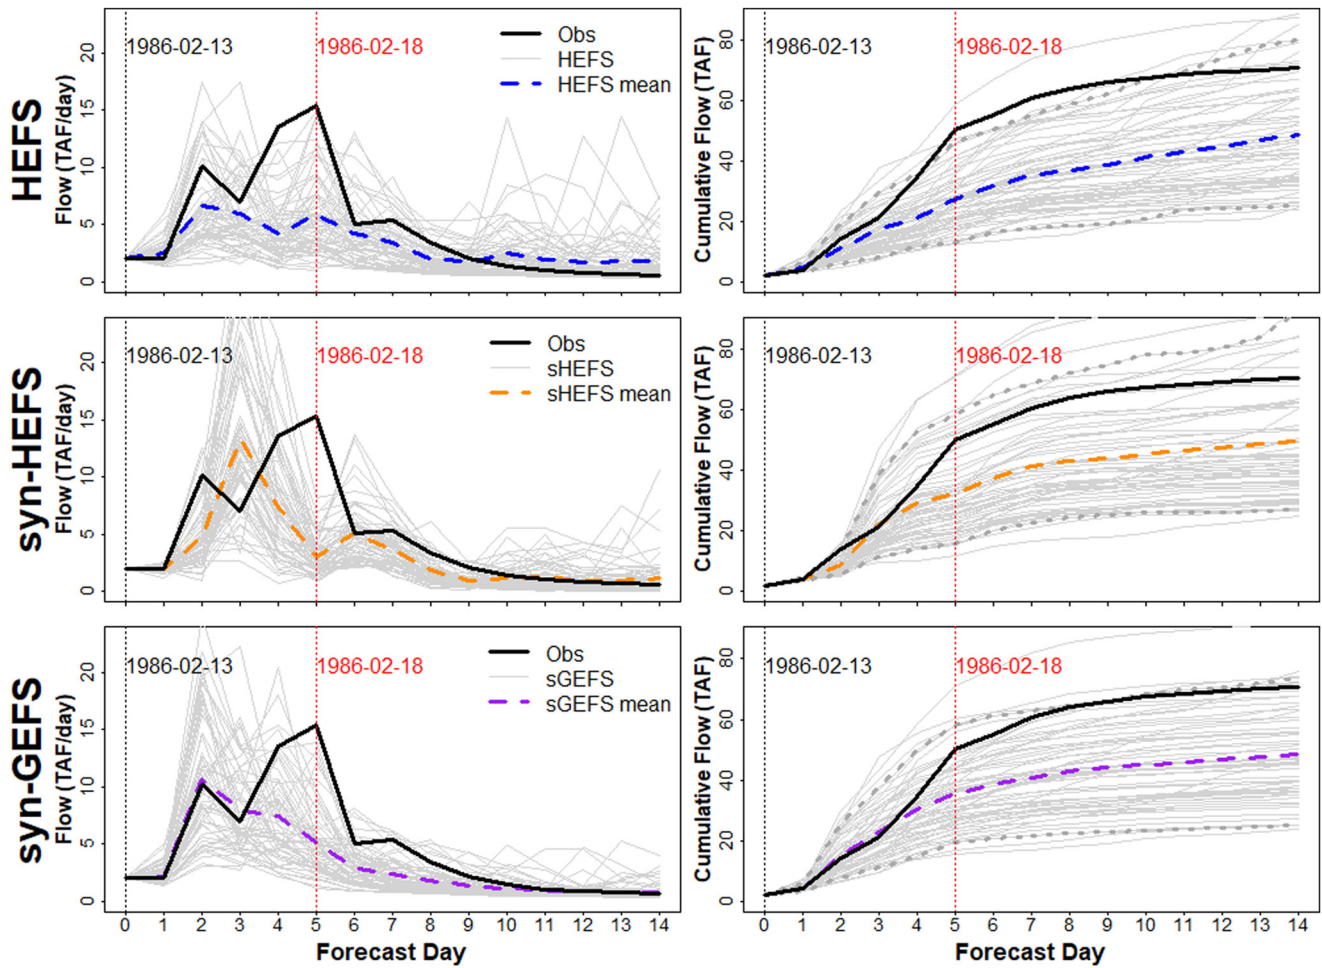 HEFS
Flow (TAF/day)
20
15
10
5
0
1986-02-13
1986-02-18
Obs
HEFS
HEFS mean
Cumulative Flow (TAF)
80
60
40
20
0
1986-02-13
1986-02-18
syn-HEFS
Flow (TAF/day)
20
15
10
5
0
1986-02-13
1986-02-18
Obs
sHEFS
sHEFS mean
Cumulative Flow (TAF)
80
60
40
20
0
1986-02-13
1986-02-18
syn-GEFS
Flow (TAF/day)
20
15
10
5
0
1986-02-13
1986-02-18
Obs
sGEFS
sGEFS mean
0 1 2 3 4 5 6 7 8 9 10 11 12 13 14
Forecast Day
Cumulative Flow (TAF)
80
60
40
20
0
1986-02-13
1986-02-18
0 1 2 3 4 5 6 7 8 9 10 11 12 13 14
Forecast Day